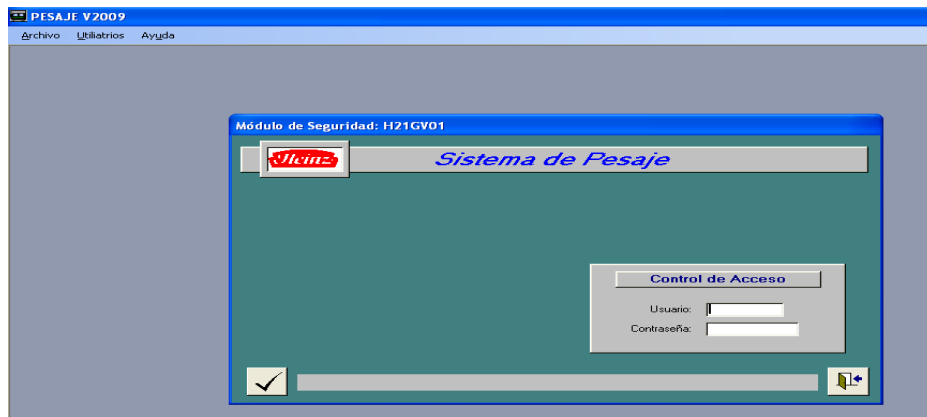 PESAJE V2009
Archivo Utiliatrios Ayuda
Módulo de Seguridad: H21GV01
Heinz Sistema de Pesaje
Control de Acceso
Usuario:
Contraseña: